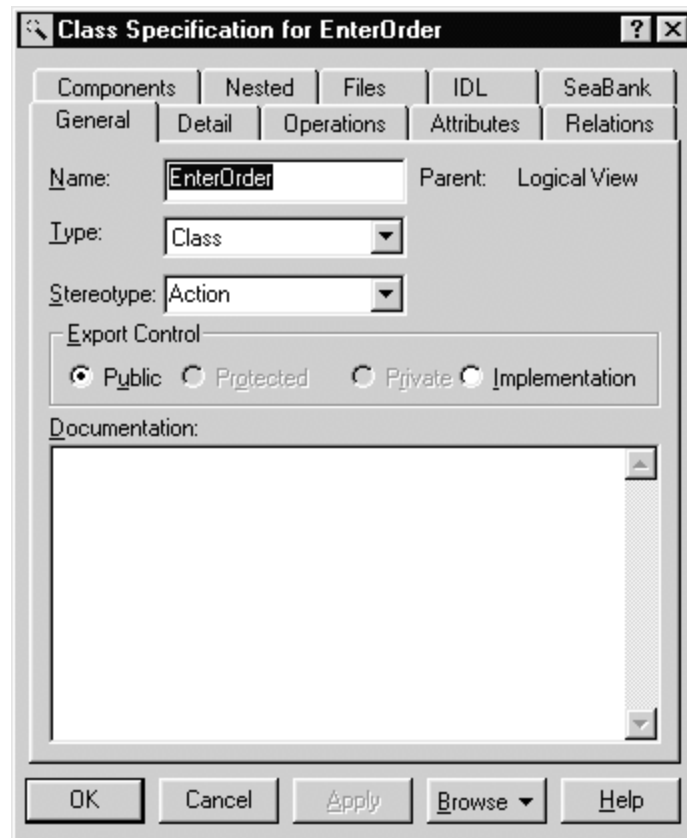 Class Specification for EnterOrder
Components Nested Files IDL SeaBank
General Detail Operations Attributes Relations
Name: EnterOrder Parent: Logical View
Type: Class
Stereotype: Action
Export Control
Public Protected Private Implementation
Documentation:
OK Cancel Apply Browse Help